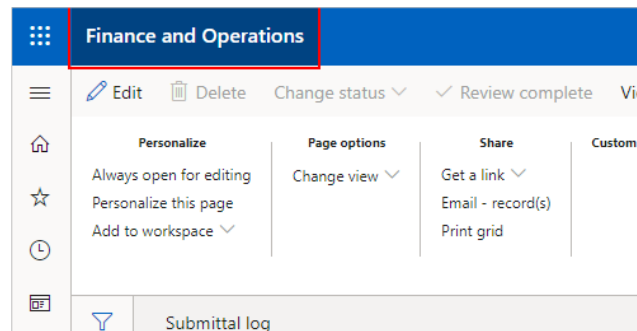 Finance and Operations
Edit Delete Change status Review complete
Personalize Page options Share
Always open for editing Change view Get a link
Personalize this page Email - record(s)
Add to workspace Print grid
Submittal log